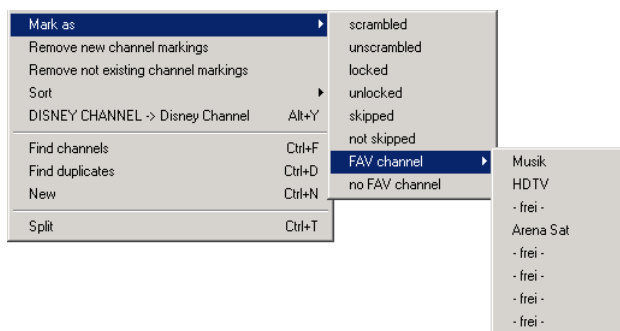 Mark as
Remove new channel markings
Remove not existing channel markings
Sort
DISNEY CHANNEL -> Disney Channel Alt+Y
Find channels Ctrl+F
Find duplicates Ctrl+D
New Ctrl+N
Split Ctrl+T
scrambled
unscrambled
locked
unlocked
skipped
not skipped
FAV channel
no FAV channel
Musik
HDTV
- frei -
Arena Sat
- frei -
- frei -
- frei -
- frei -